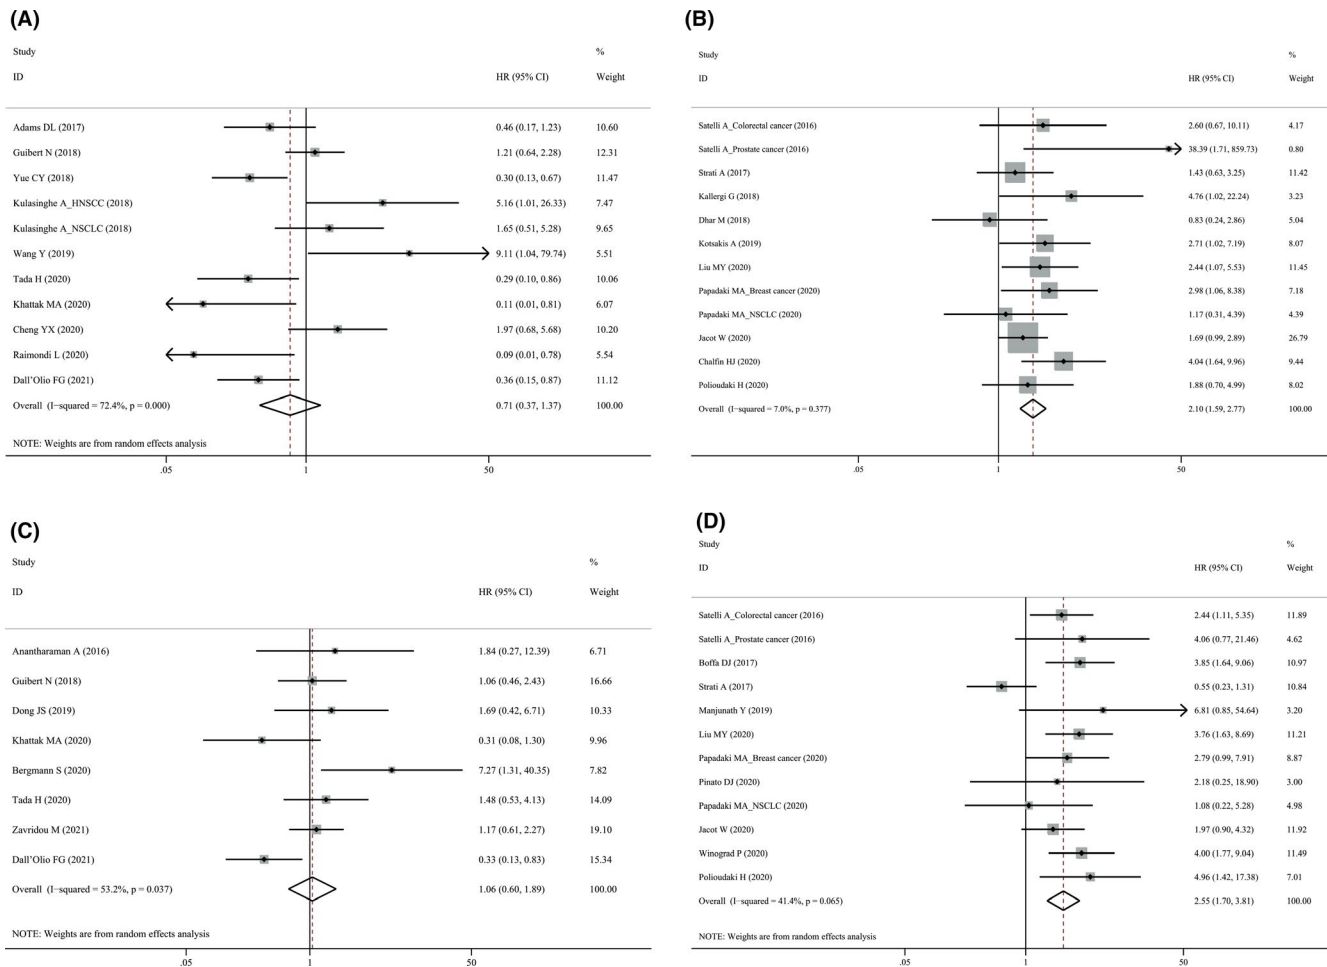 (A)
Study %
ID HR (95% CI) Weight
Adams DL (2017) 0.46 (0.17, 1.23) 10.60
Guibert N (2018) 1.21 (0.64, 2.28) 12.31
Yue CY (2018) 0.30 (0.13, 0.67) 11.47
Kulasinghe A_HNSCC (2018) 5.16 (1.01, 26.33) 7.47
Kulasinghe A_NSCLC (2018) 1.65 (0.51, 5.28) 9.65
Wang Y (2019) 9.11 (1.04, 79.74) 5.51
Tada H (2020) 0.29 (0.10, 0.86) 10.06
Khattak MA (2020) 0.11 (0.01, 0.81) 6.07
Cheng YX (2020) 1.97 (0.68, 5.68) 10.20
Raimondi L (2020) 0.09 (0.01, 0.78) 5.54
Dall'Olio FG (2021) 0.36 (0.15, 0.87) 11.12
Overall (I−squared = 72.4%, p = 0.000) 0.71 (0.37, 1.37) 100.00
NOTE: Weights are from random effects analysis
.05 1 50
(B)
Study %
ID HR (95% CI) Weight
Satelli A_Colorectal cancer (2016) 2.60 (0.67, 10.11) 4.17
Satelli A_Prostate cancer (2016) 38.39 (1.71, 859.73) 0.80
Strati A (2017) 1.43 (0.63, 3.25) 11.42
Kallergi G (2018) 4.76 (1.02, 22.24) 3.23
Dhar M (2018) 0.83 (0.24, 2.86) 5.04
Kotsakis A (2019) 2.71 (1.02, 7.19) 8.07
Liu MY (2020) 2.44 (1.07, 5.53) 11.45
Papadaki MA_Breast cancer (2020) 2.98 (1.06, 8.38) 7.18
Papadaki MA_NSCLC (2020) 1.17 (0.31, 4.39) 4.39
Jacot W (2020) 1.69 (0.99, 2.89) 26.79
Chalfin HJ (2020) 4.04 (1.64, 9.96) 9.44
Polioudaki H (2020) 1.88 (0.70, 4.99) 8.02
Overall (I−squared = 7.0%, p = 0.377) 2.10 (1.59, 2.77) 100.00
NOTE: Weights are from random effects analysis
.05 1 50
(C)
Study %
ID HR (95% CI) Weight
Anantharaman A (2016) 1.84 (0.27, 12.39) 6.71
Guibert N (2018) 1.06 (0.46, 2.43) 16.66
Dong JS (2019) 1.69 (0.42, 6.71) 10.33
Khattak MA (2020) 0.31 (0.08, 1.30) 9.96
Bergmann S (2020) 7.27 (1.31, 40.35) 7.82
Tada H (2020) 1.48 (0.53, 4.13) 14.09
Zavridou M (2021) 1.17 (0.61, 2.27) 19.10
Dall'Olio FG (2021) 0.33 (0.13, 0.83) 15.34
Overall (I−squared = 53.2%, p = 0.037) 1.06 (0.60, 1.89) 100.00
NOTE: Weights are from random effects analysis
.05 1 50
(D)
Study %
ID HR (95% CI) Weight
Satelli A_Colorectal cancer (2016) 2.44 (1.11, 5.35) 11.89
Satelli A_Prostate cancer (2016) 4.06 (0.77, 21.46) 4.62
Boffa DJ (2017) 3.85 (1.64, 9.06) 10.97
Strati A (2017) 0.55 (0.23, 1.31) 10.84
Manjunath Y (2019) 6.81 (0.85, 54.64) 3.20
Liu MY (2020) 3.76 (1.63, 8.69) 11.21
Papadaki MA_Breast cancer (2020) 2.79 (0.99, 7.91) 8.87
Pinato DJ (2020) 2.18 (0.25, 18.90) 3.00
Papadaki MA_NSCLC (2020) 1.08 (0.22, 5.28) 4.98
Jacot W (2020) 1.97 (0.90, 4.32) 11.92
Winograd P (2020) 4.00 (1.77, 9.04) 11.49
Polioudaki H (2020) 4.96 (1.42, 17.38) 7.01
Overall (I−squared = 41.4%, p = 0.065) 2.55 (1.70, 3.81) 100.00
NOTE: Weights are from random effects analysis
.05 1 50